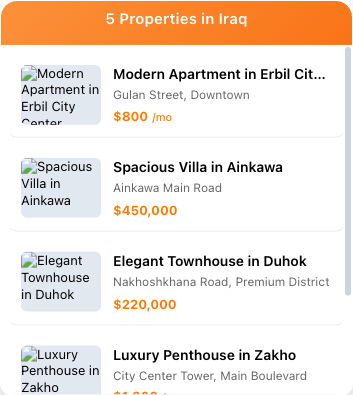 5 Properties in Iraq
Modern
Apartment in
Erbil City
Center
Modern Apartment in Erbil Cit...
Gulan Street, Downtown
$800 /mo
Spacious
Villa in
Ainkawa
Spacious Villa in Ainkawa
Ainkawa Main Road
$450,000
Elegant
Townhouse
in Duhok
Elegant Townhouse in Duhok
Nakhoshkhana Road, Premium District
$220,000
Luxury
Penthouse in
Zakho
Luxury Penthouse in Zakho
City Center Tower, Main Boulevard